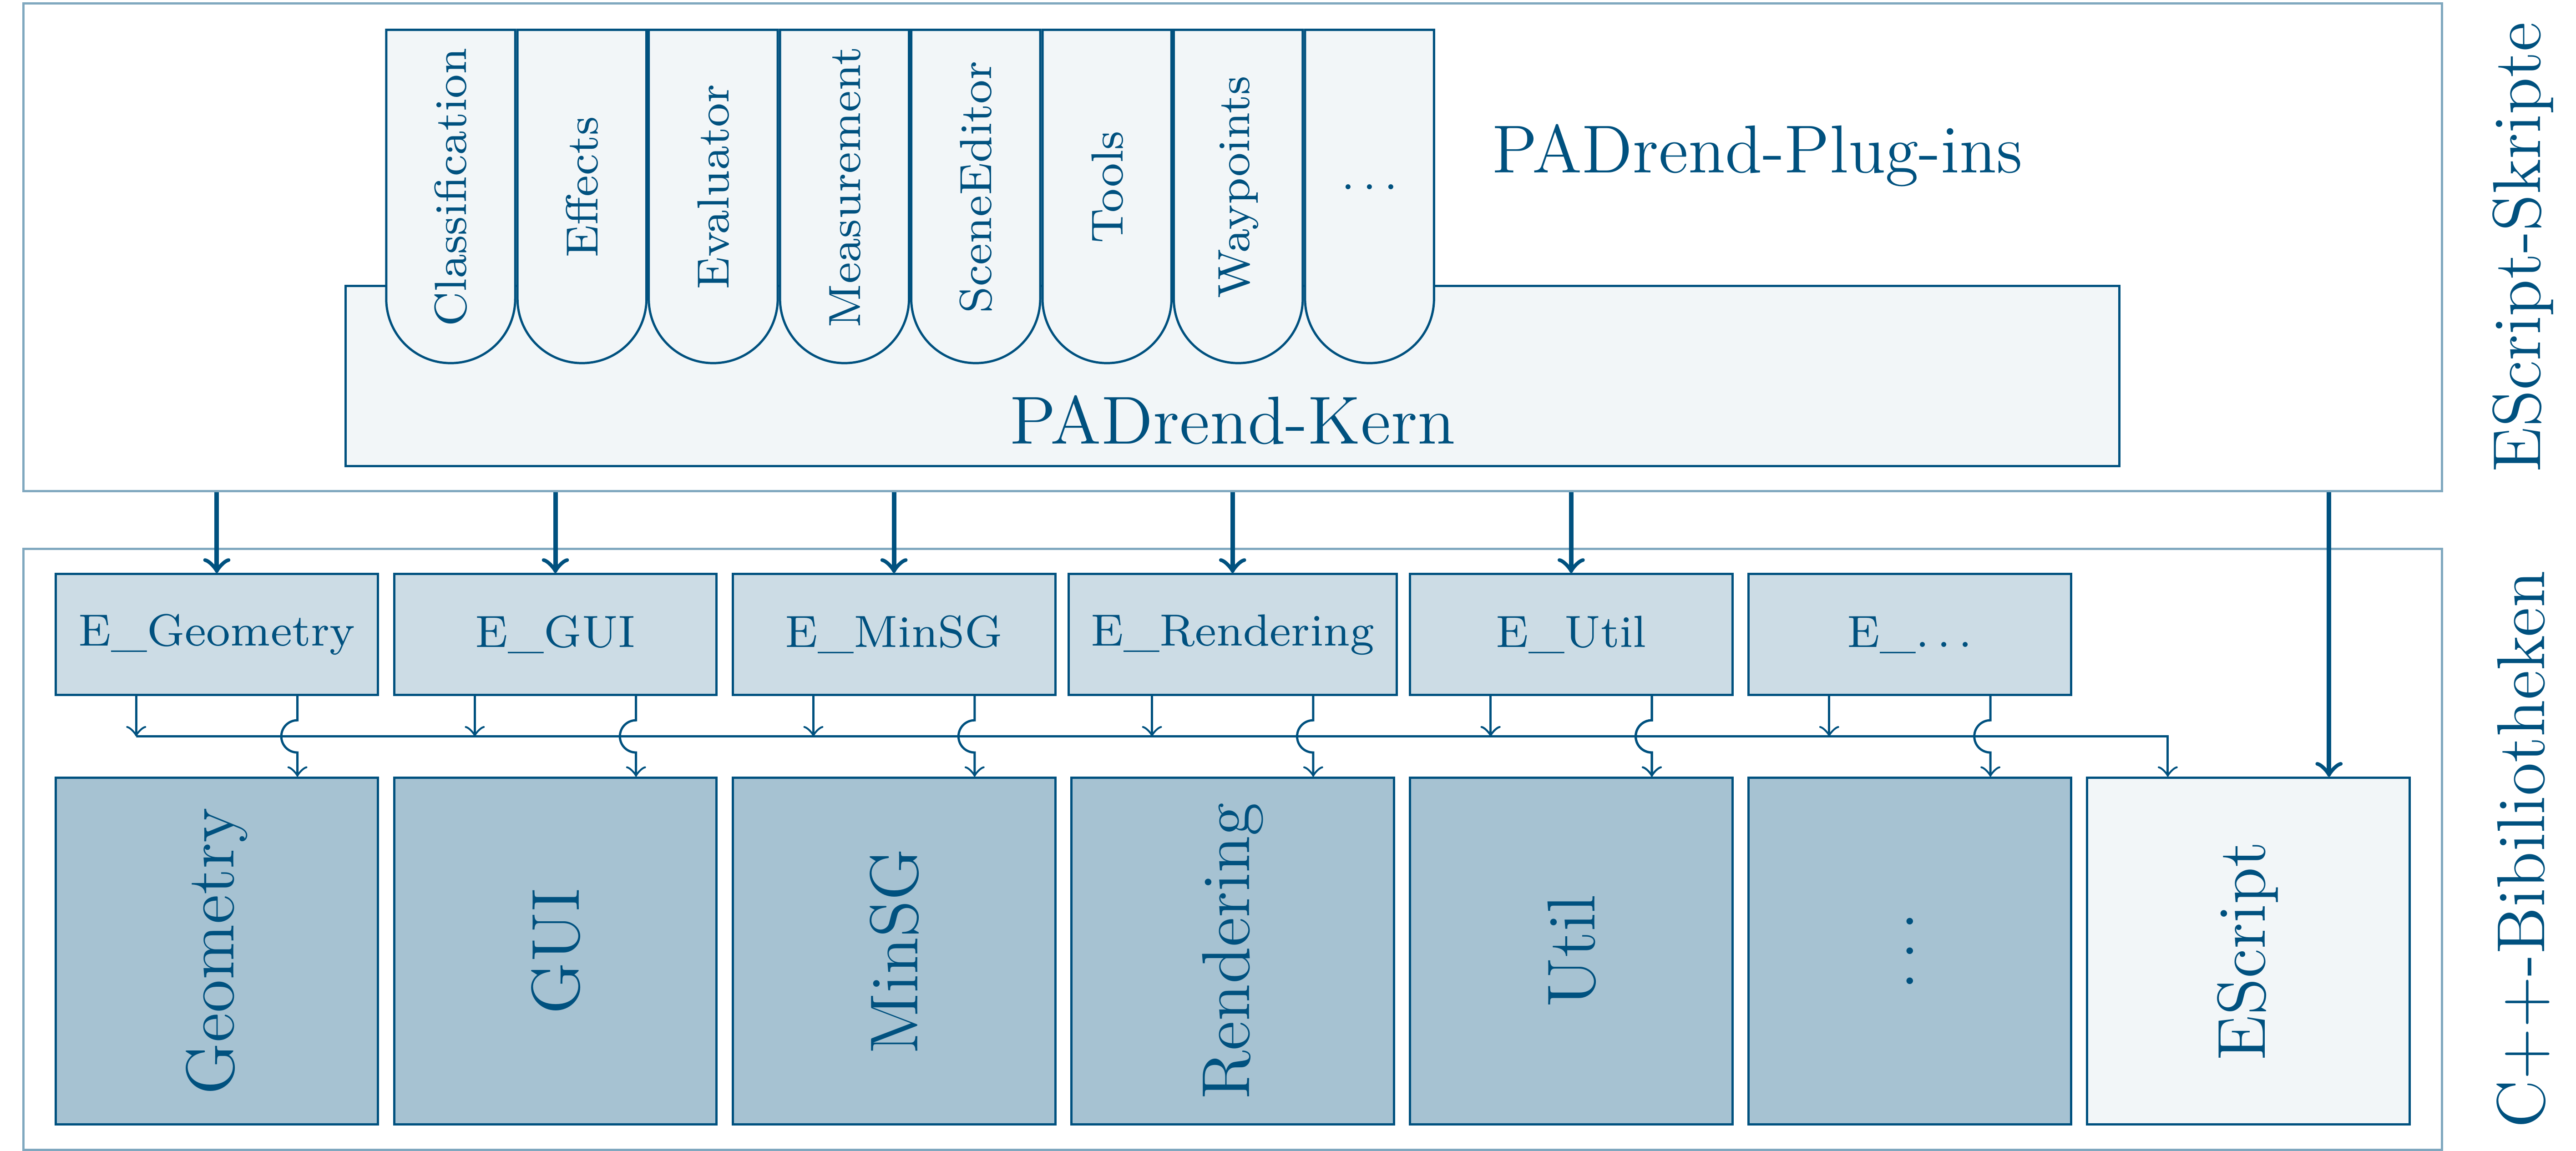 Classification
Effects
Evaluator
Measurement
SceneEditor
Tools
Waypoints
...
PADrend-Plug-ins
PADrend-Kern
EScript-Skripte
E_Geometry
E_GUI
E_MinSG
E_Rendering
E_Util
E_...
Geometry
GUI
MinSG
Rendering
Util
...
EScript
C++-Bibiliotheken